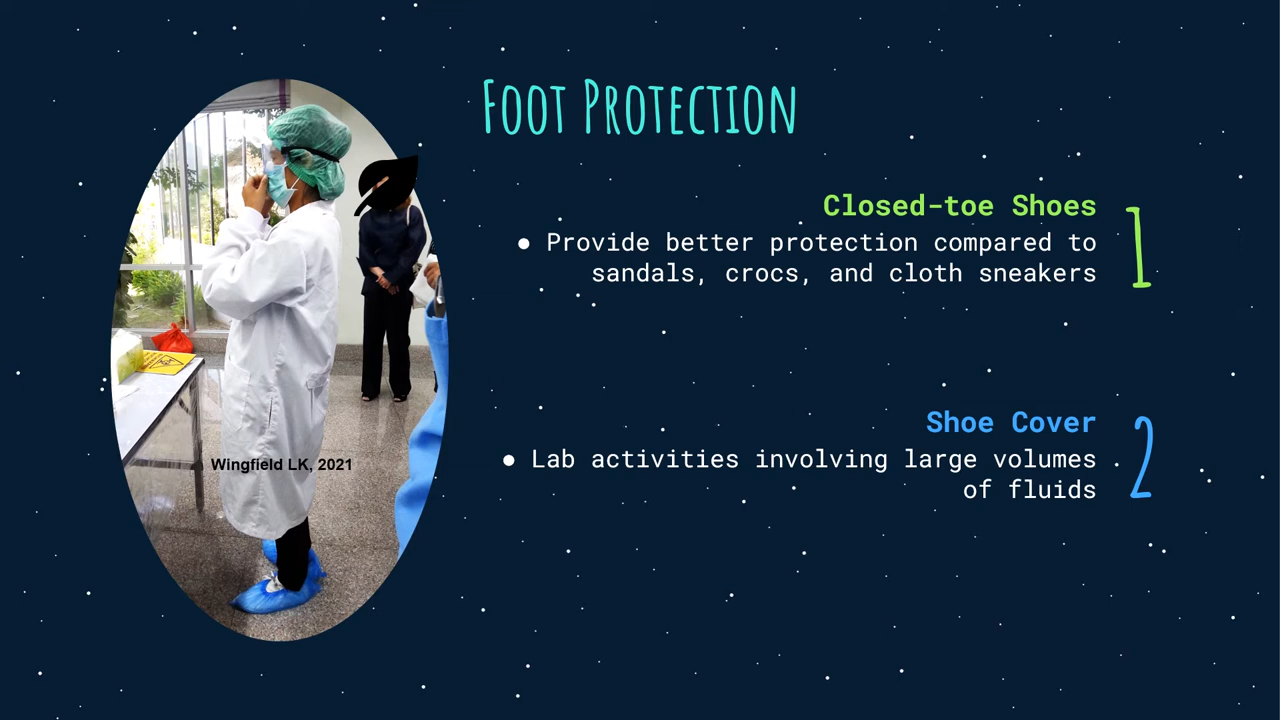 Foot Protection
Closed-toe Shoes
1
● Provide better protection compared to
sandals, crocs, and cloth sneakers
Shoe Cover
2
● Lab activities involving large volumes
of fluids
Wingfield LK, 2021